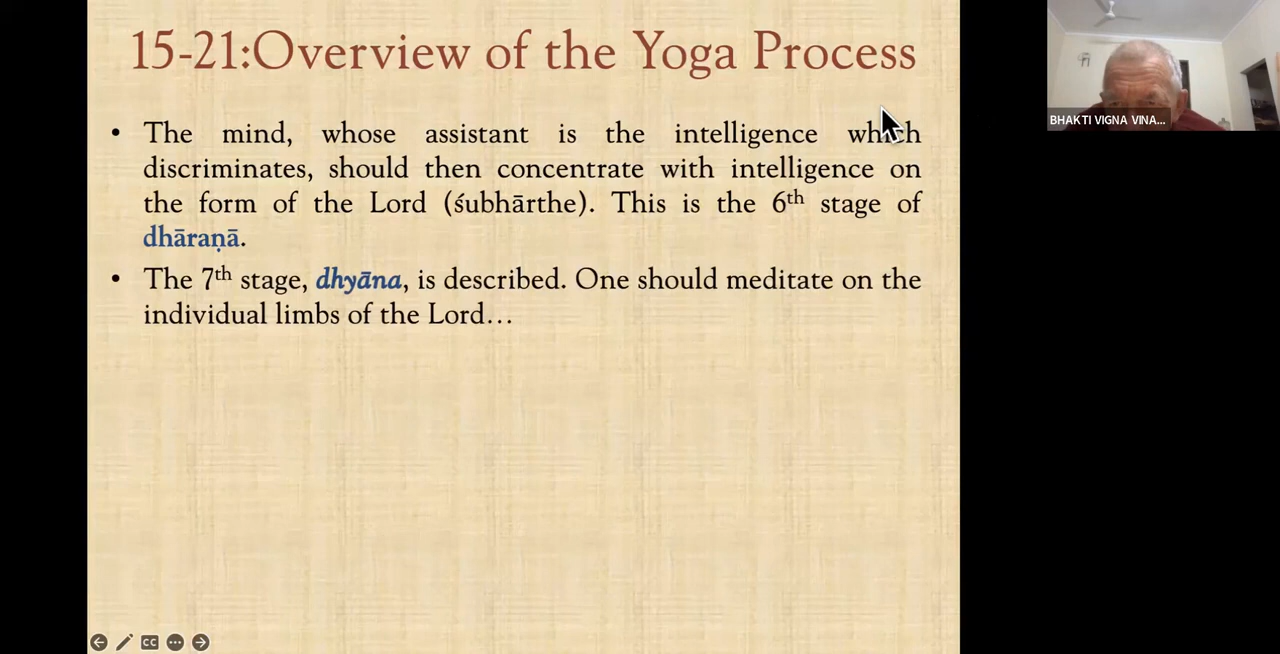 15-21:Overview of the Yoga Process
• The mind, whose assistant is the intelligence which
discriminates, should then concentrate with intelligence on
the form of the Lord (śubhārthe). This is the 6th stage of
dhāraṇā.
• The 7th stage, dhyāna, is described. One should meditate on the
individual limbs of the Lord…
BHAKTI VIGNA VINA...
CC